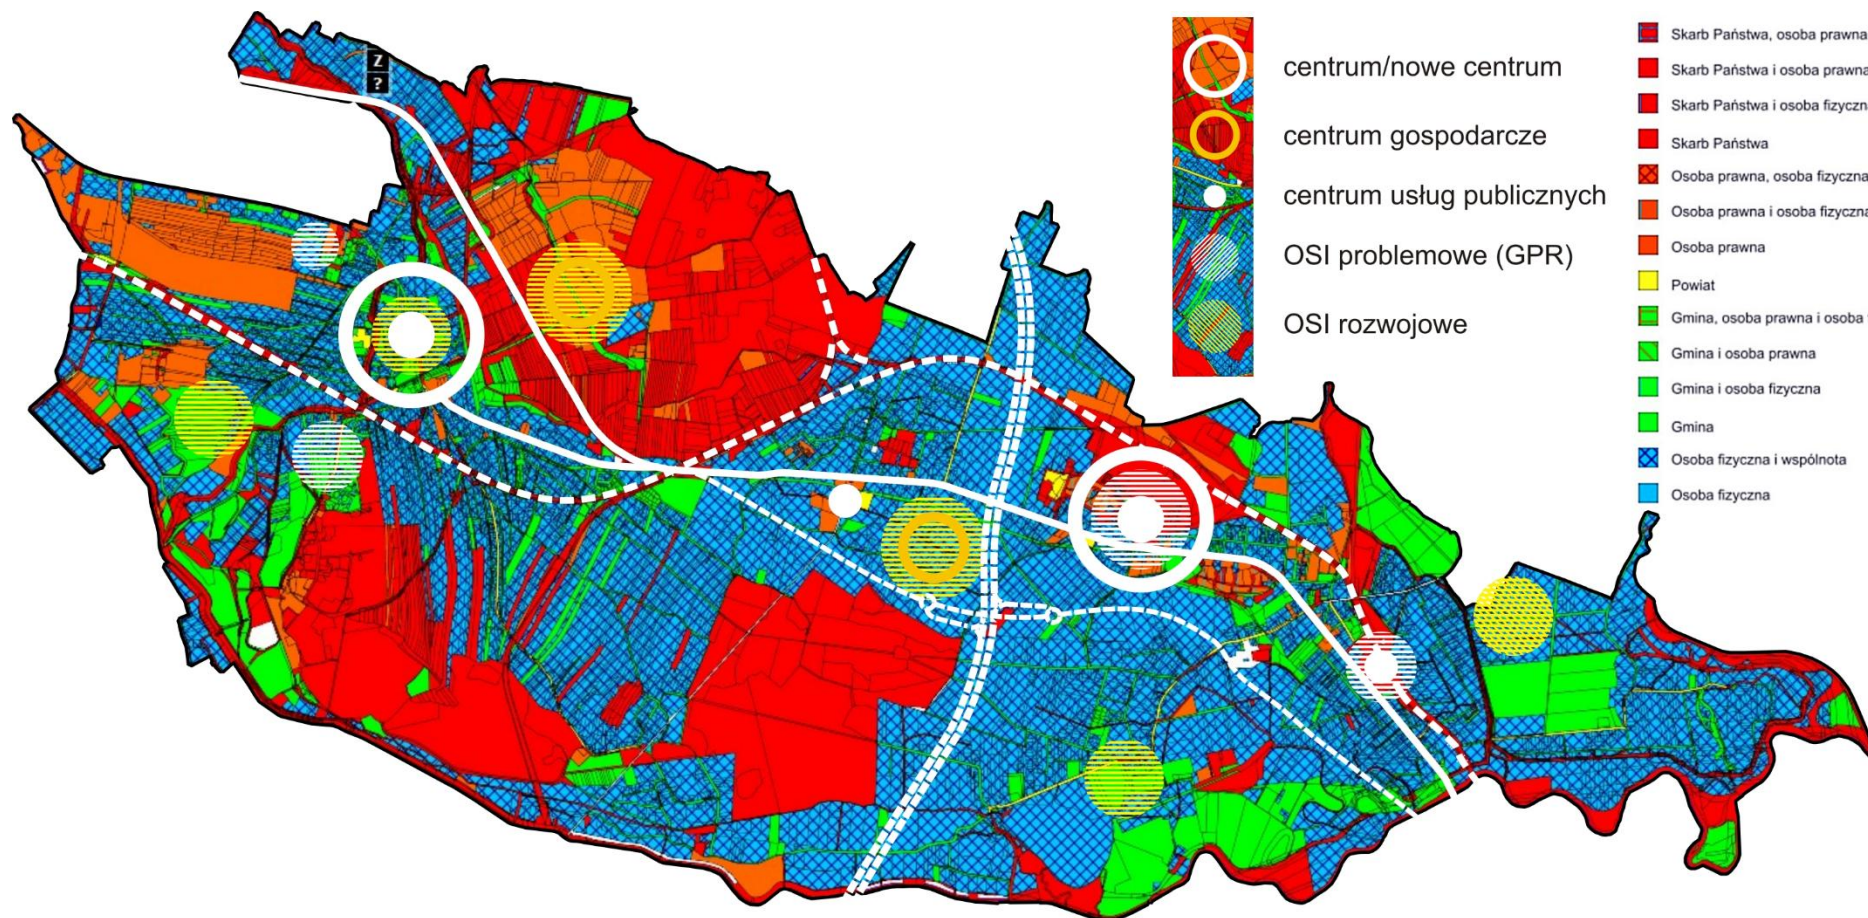 Z
?
centrum/nowe centrum
centrum gospodarcze
centrum usług publicznych
OSI problemowe (GPR)
OSI rozwojowe
Skarb Państwa, osoba prawna
Skarb Państwa i osoba prawna
Skarb Państwa i osoba fizyczn
Skarb Państwa
Osoba prawna, osoba fizyczna
Osoba prawna i osoba fizyczna
Osoba prawna
Powiat
Gmina, osoba prawna i osoba
Gmina i osoba prawna
Gmina i osoba fizyczna
Gmina
Osoba fizyczna i wspólnota
Osoba fizyczna